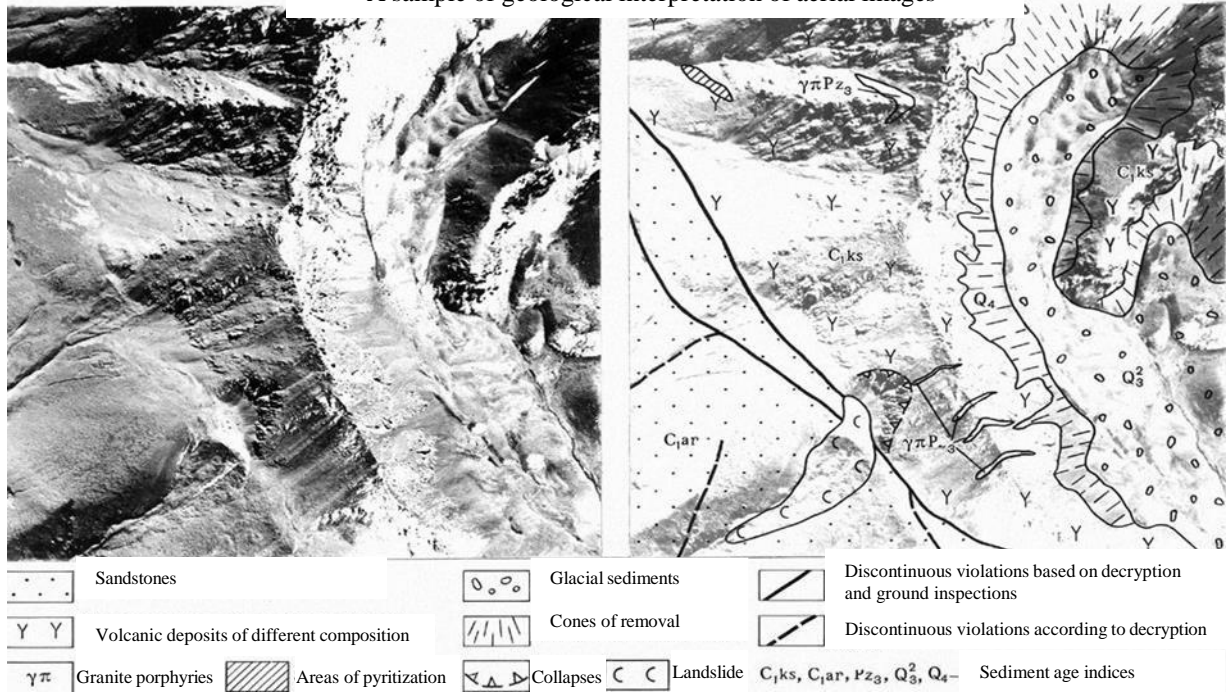 A sample of geological interpretation of aerial images
Y
Y
γπPz₃
Y
Y
Y
Y
Y
C₁ks
Y
Y
Y
Y
C₁ks
Y
Y
Y
Y
Y
Q₄
Y
Y
Y
Q₃²
Y
C₁ar
C
γπP₃
Y
C
C
Y
C
C
Y
Y
Y
Y
Sandstones
Glacial sediments
Discontinuous violations based on decryption
and ground inspections
Y Y
Volcanic deposits of different composition
Cones of removal
Discontinuous violations according to decryption
γπ Granite porphyries
Areas of pyritization
Collapses
C C Landslide
C₁ks, C₁ar, Pz₃, Q₃², Q₄– Sediment age indices